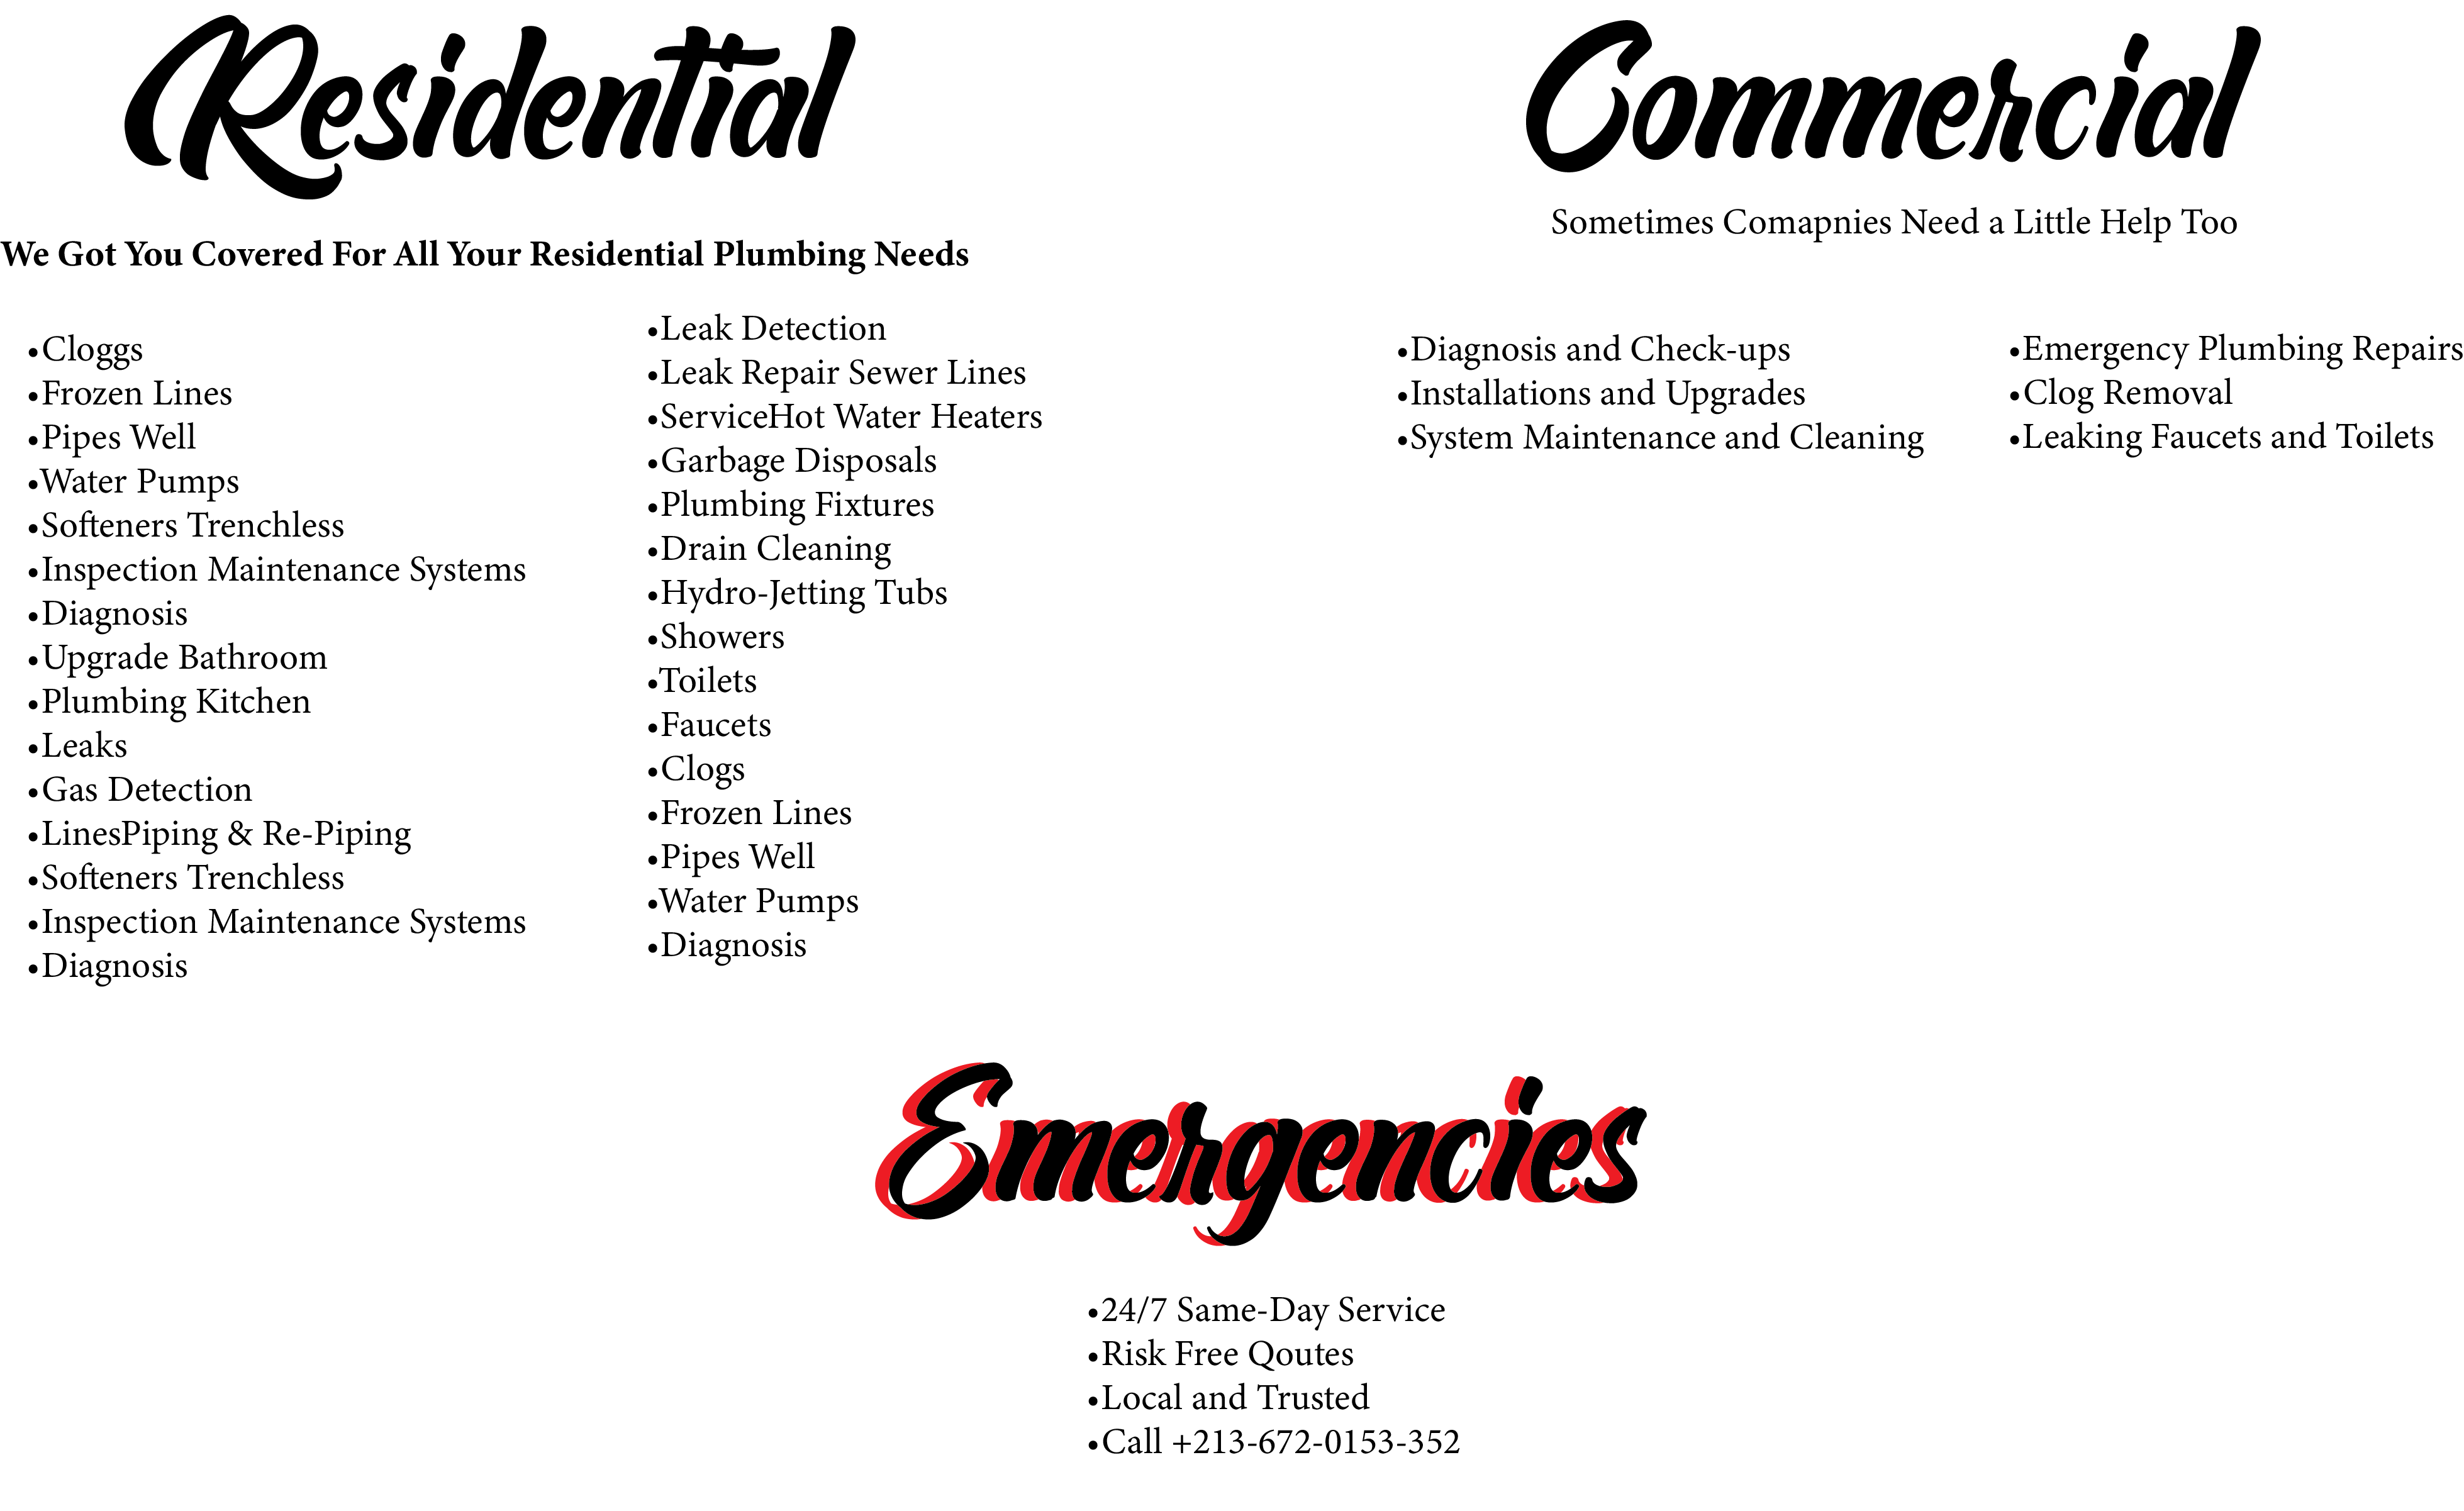 Residential
We Got You Covered For All Your Residential Plumbing Needs
•Cloggs
•Frozen Lines
•Pipes Well
•Water Pumps
•Softeners Trenchless
•Inspection Maintenance Systems
•Diagnosis
•Upgrade Bathroom
•Plumbing Kitchen
•Leaks
•Gas Detection
•LinesPiping & Re-Piping
•Softeners Trenchless
•Inspection Maintenance Systems
•Diagnosis
•Leak Detection
•Leak Repair Sewer Lines
•ServiceHot Water Heaters
•Garbage Disposals
•Plumbing Fixtures
•Drain Cleaning
•Hydro-Jetting Tubs
•Showers
•Toilets
•Faucets
•Clogs
•Frozen Lines
•Pipes Well
•Water Pumps
•Diagnosis
Commercial
Sometimes Comapnies Need a Little Help Too
•Diagnosis and Check-ups
•Installations and Upgrades
•System Maintenance and Cleaning
•Emergency Plumbing Repairs
•Clog Removal
•Leaking Faucets and Toilets
Emergencies
•24/7 Same-Day Service
•Risk Free Qoutes
•Local and Trusted
•Call +213-672-0153-352